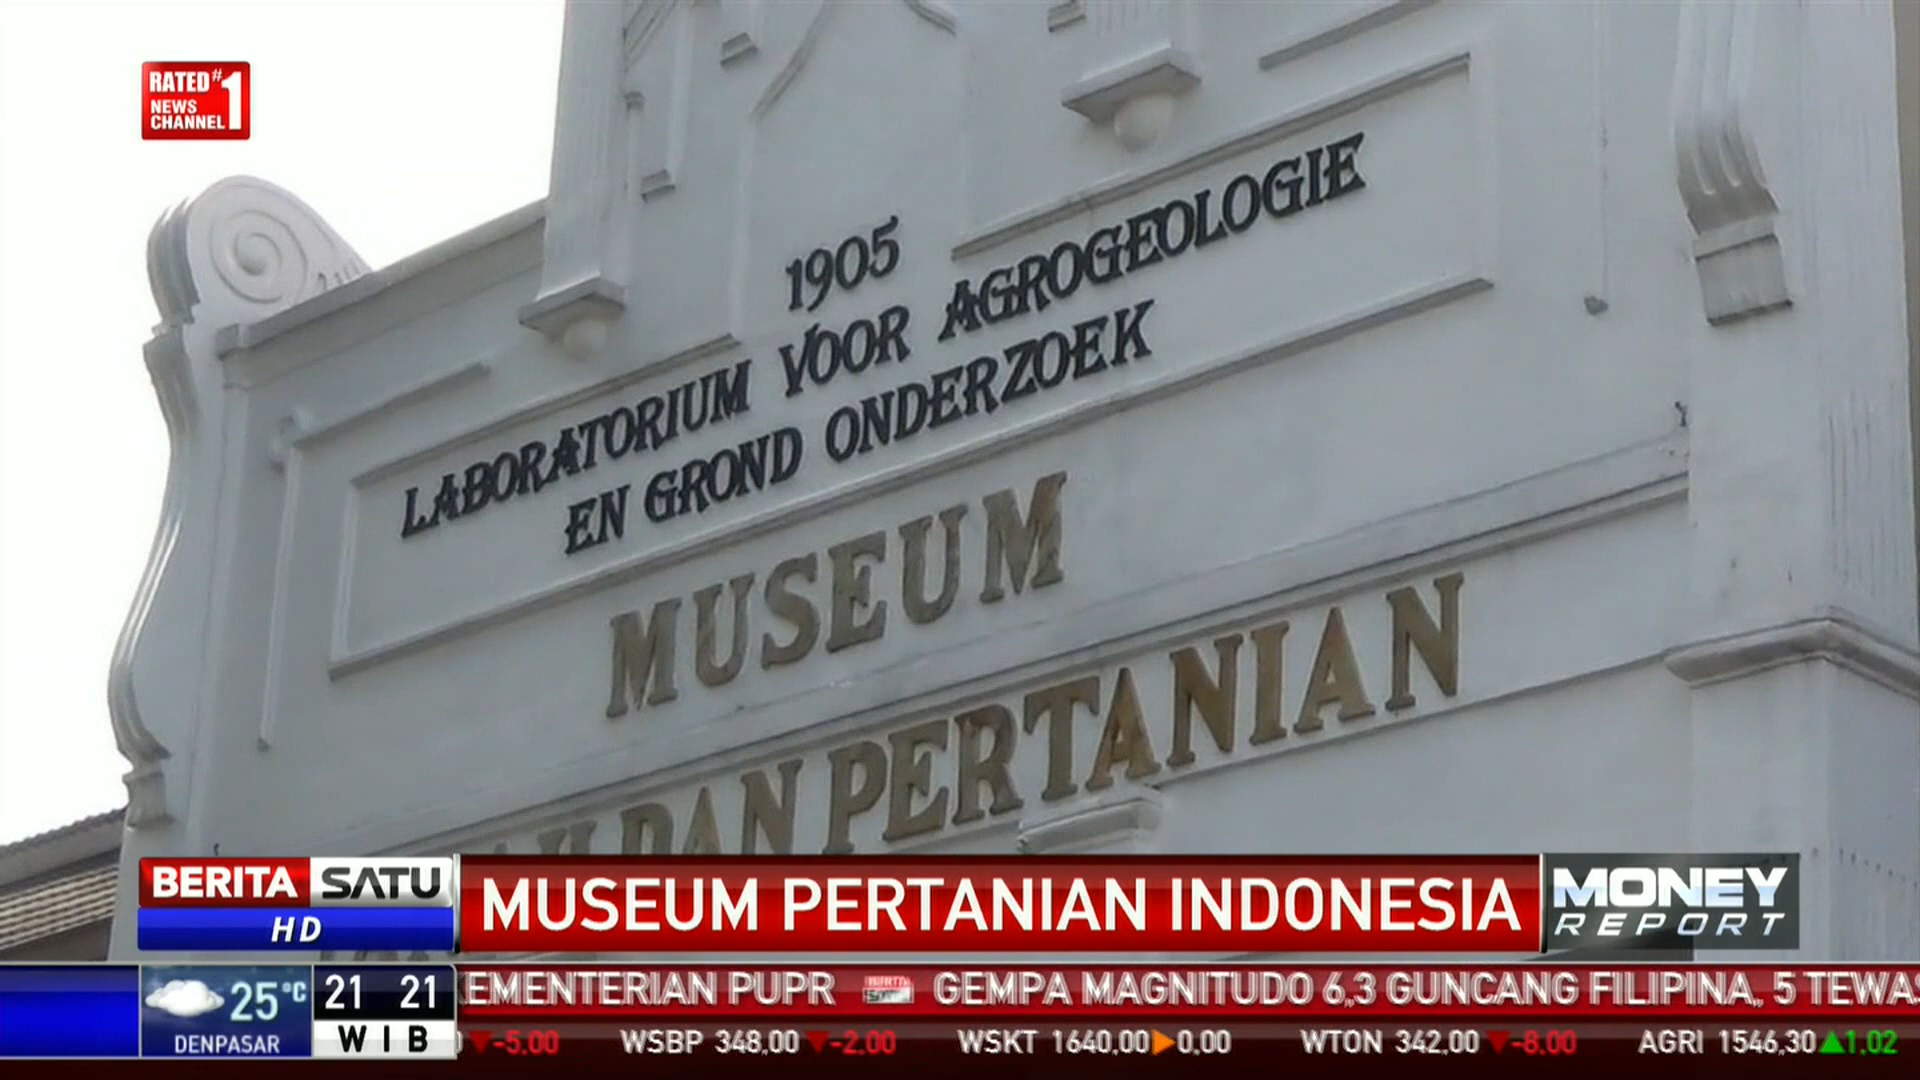 RATED #1
NEWS
CHANNEL
1905
LABORATORIUM VOOR AGROGEOLOGIE
EN GROND ONDERZOEK
MUSEUM
DAN PERTANIAN
BERITA SATU
HD
MUSEUM PERTANIAN INDONESIA
MONEY
REPORT
25°C
DENPASAR
21 21
WIB
KEMENTERIAN PUPR GEMPA MAGNITUDO 6,3 GUNCANG FILIPINA, 5 TEWAS
-5.00 WSBP 348,00 -2.00 WSKT 1640,00 0,00 WTON 342,00 -8.00 AGRI 1546,30 1.02